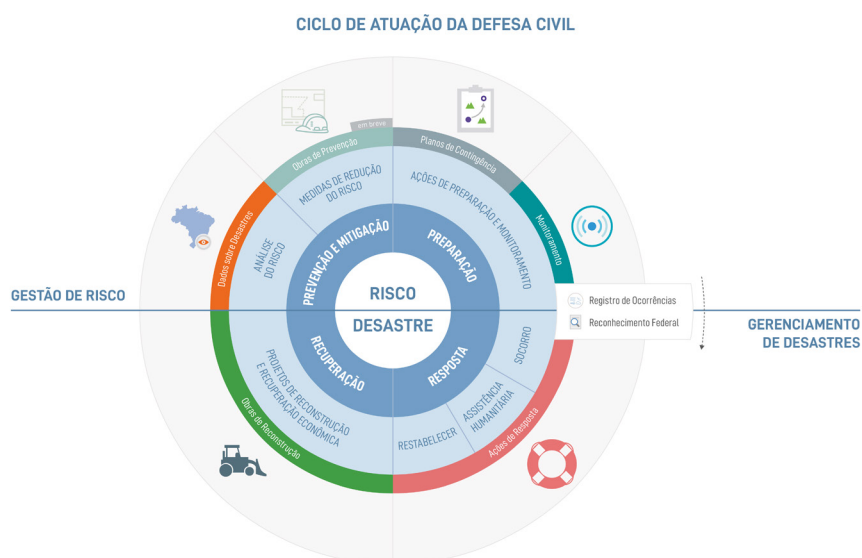 CICLO DE ATUAÇÃO DA DEFESA CIVIL
em breve
Obras de Prevenção
Planos de Contingência
MEDIDAS DE REDUÇÃO
DO RISCO
AÇÕES DE PREPARAÇÃO E MONITORAMENTO
Dados sobre Desastres
ANÁLISE
DO RISCO
PREVENÇÃO E MITIGAÇÃO
PREPARAÇÃO
Monitoramento
GESTÃO DE RISCO
RISCO
DESASTRE
Registro de Ocorrências
Reconhecimento Federal
GERENCIAMENTO
DE DESASTRES
RECUPERAÇÃO
RESPOSTA
SOCORRO
PROJETOS DE RECONSTRUÇÃO
E RECUPERAÇÃO ECONÔMICA
ASSISTÊNCIA
HUMANITÁRIA
RESTABELECER
Obras de Reconstrução
Ações de Resposta